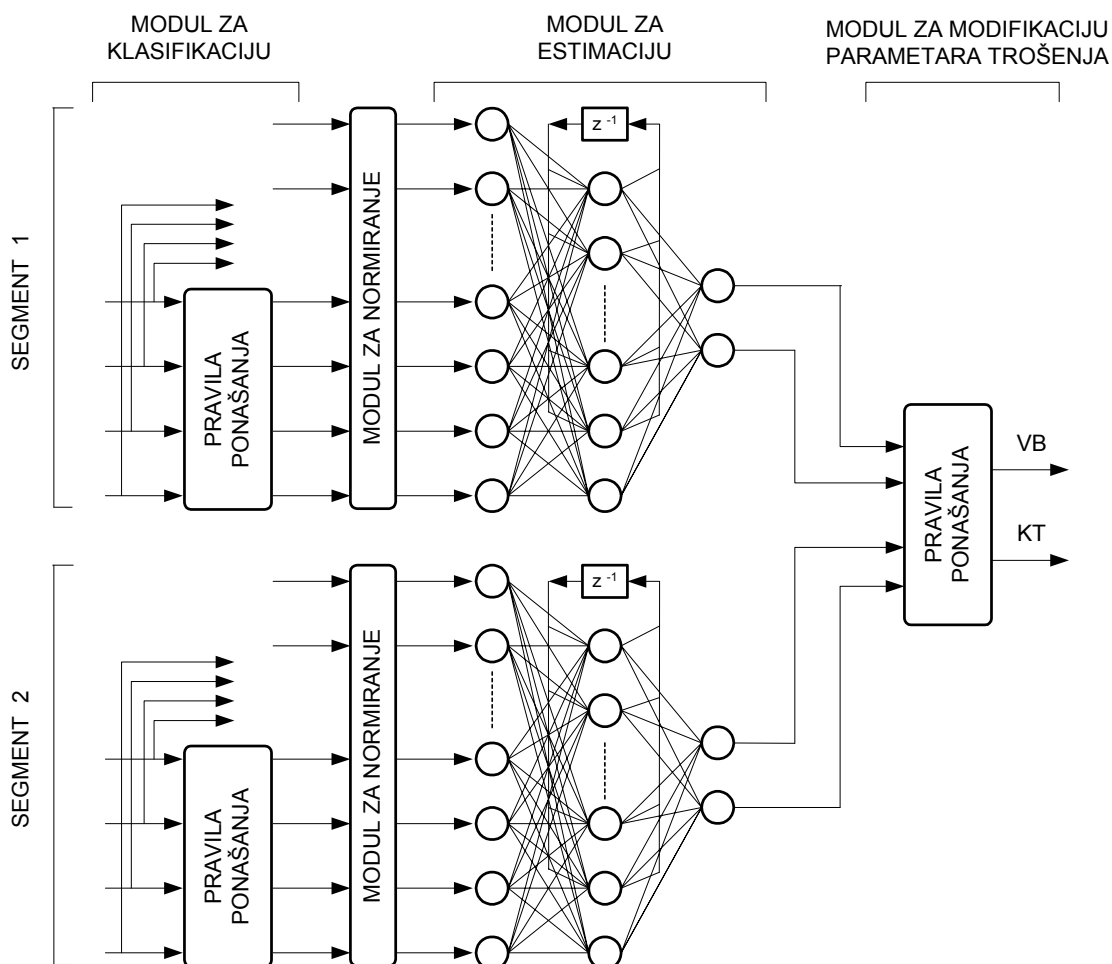 MODUL ZA
KLASIFIKACIJU
MODUL ZA
ESTIMACIJU
MODUL ZA MODIFIKACIJU
PARAMETARA TROŠENJA
SEGMENT 1
PRAVILA
PONAŠANJA
MODUL ZA NORMIRANJE
z -1
SEGMENT 2
PRAVILA
PONAŠANJA
MODUL ZA NORMIRANJE
z -1
PRAVILA
PONAŠANJA
VB
KT